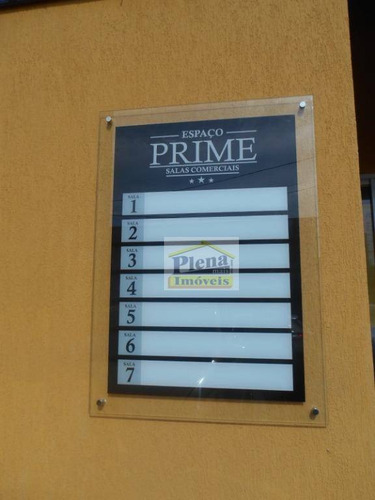 ESPAÇO
PRIME
SALAS COMERCIAIS
SALA 1
SALA 2
SALA 3
SALA 4
SALA 5
SALA 6
SALA 7
Plena
mais
Imóveis